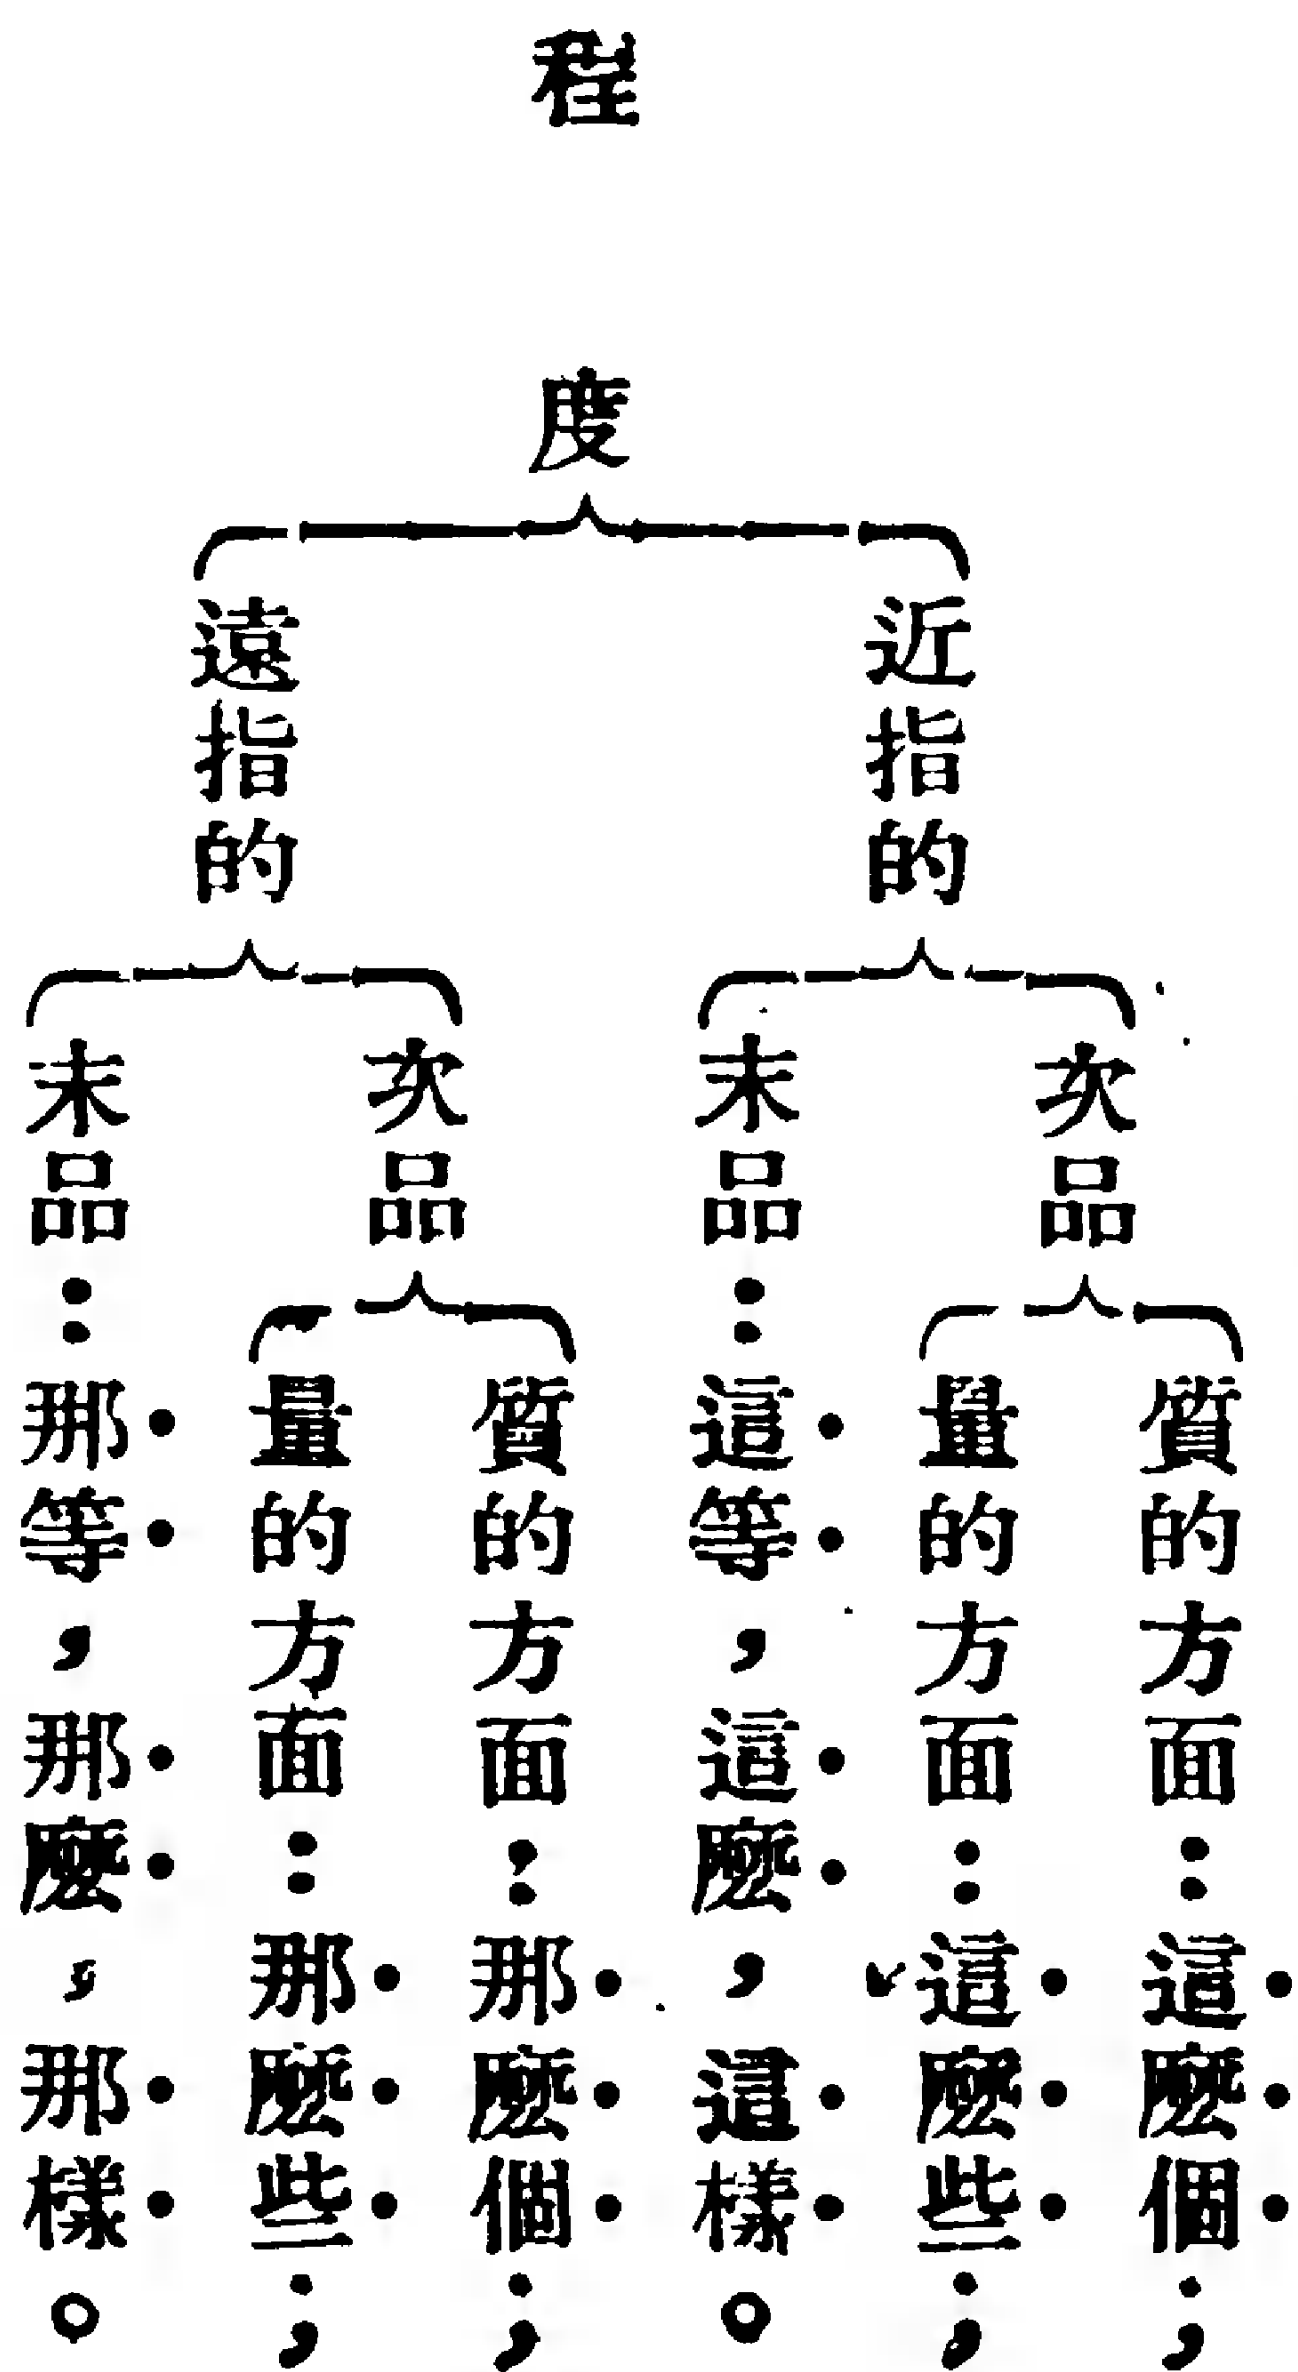 程度
近指的
次品
質的方面：這麼個；
量的方面：這麼些；
末品：這等，這麼，這樣。
遠指的
次品
質的方面：那麼個；
量的方面：那麼些；
末品：那等，那麼，那樣。